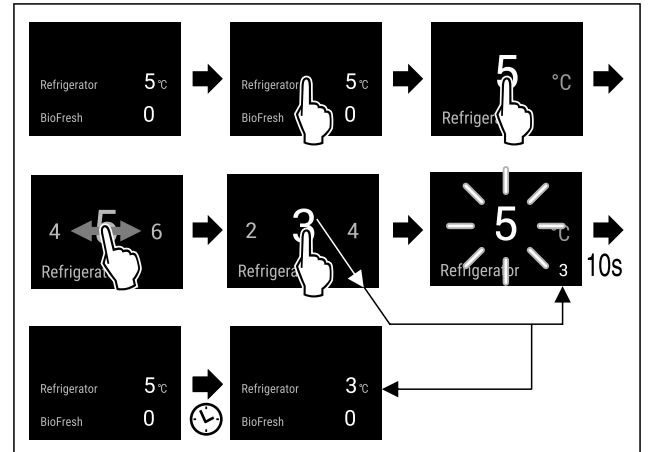 Refrigerator 5 °C
BioFresh 0
Refrigerator 5 °C
BioFresh 0
5 °C
Refriger
4 5 6
Refrigerat
2 3 4
Refrigera
5 °C
Refrigerator 3
10s
Refrigerator 5 °C
BioFresh 0
Refrigerator 3 °C
BioFresh 0